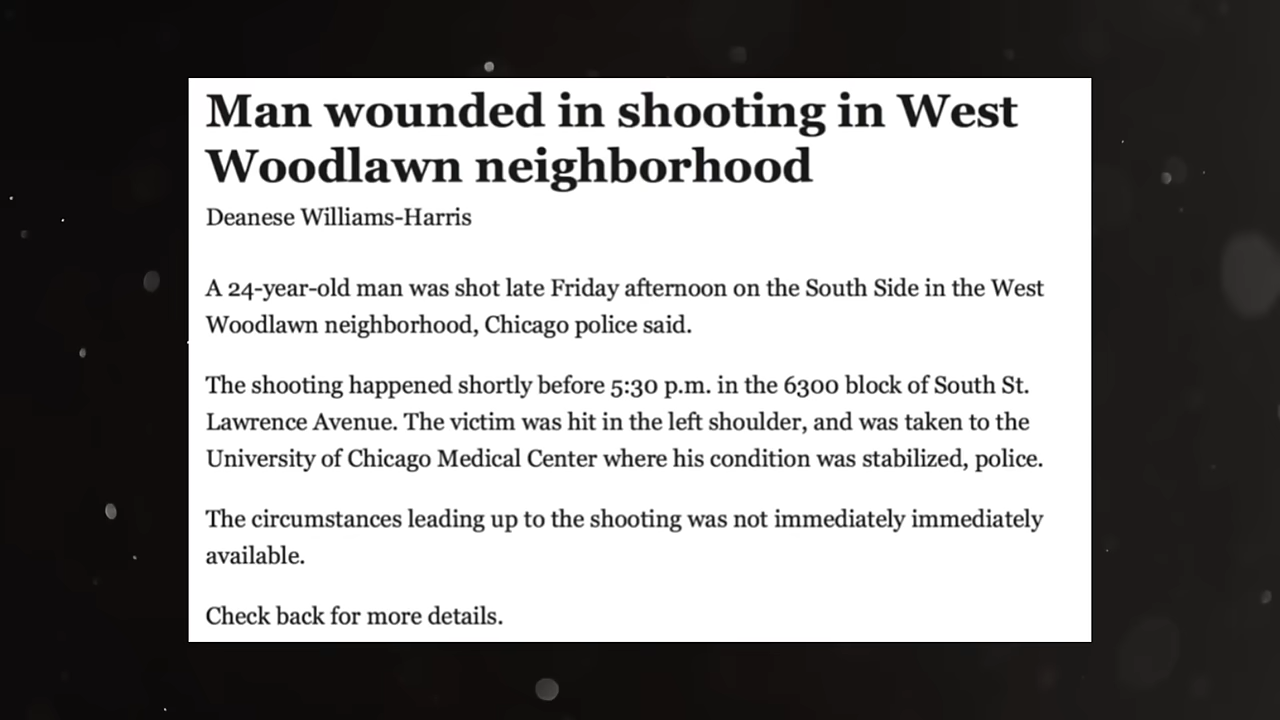 Man wounded in shooting in West
Woodlawn neighborhood
Deanese Williams-Harris
A 24-year-old man was shot late Friday afternoon on the South Side in the West
Woodlawn neighborhood, Chicago police said.
The shooting happened shortly before 5:30 p.m. in the 6300 block of South St.
Lawrence Avenue. The victim was hit in the left shoulder, and was taken to the
University of Chicago Medical Center where his condition was stabilized, police.
The circumstances leading up to the shooting was not immediately immediately
available.
Check back for more details.